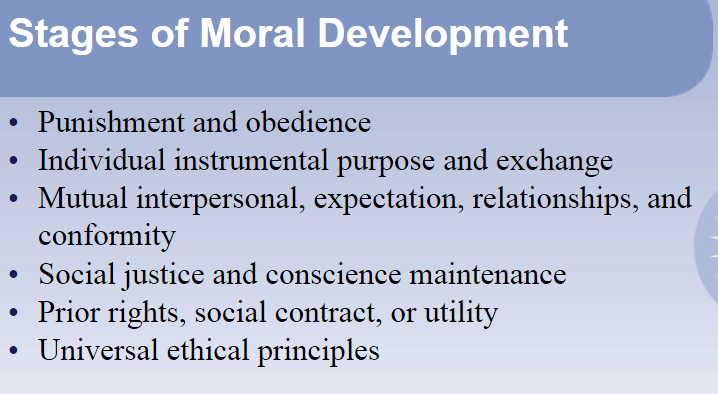 Stages of Moral Development
• Punishment and obedience
• Individual instrumental purpose and exchange
• Mutual interpersonal, expectation, relationships, and
conformity
• Social justice and conscience maintenance
• Prior rights, social contract, or utility
• Universal ethical principles